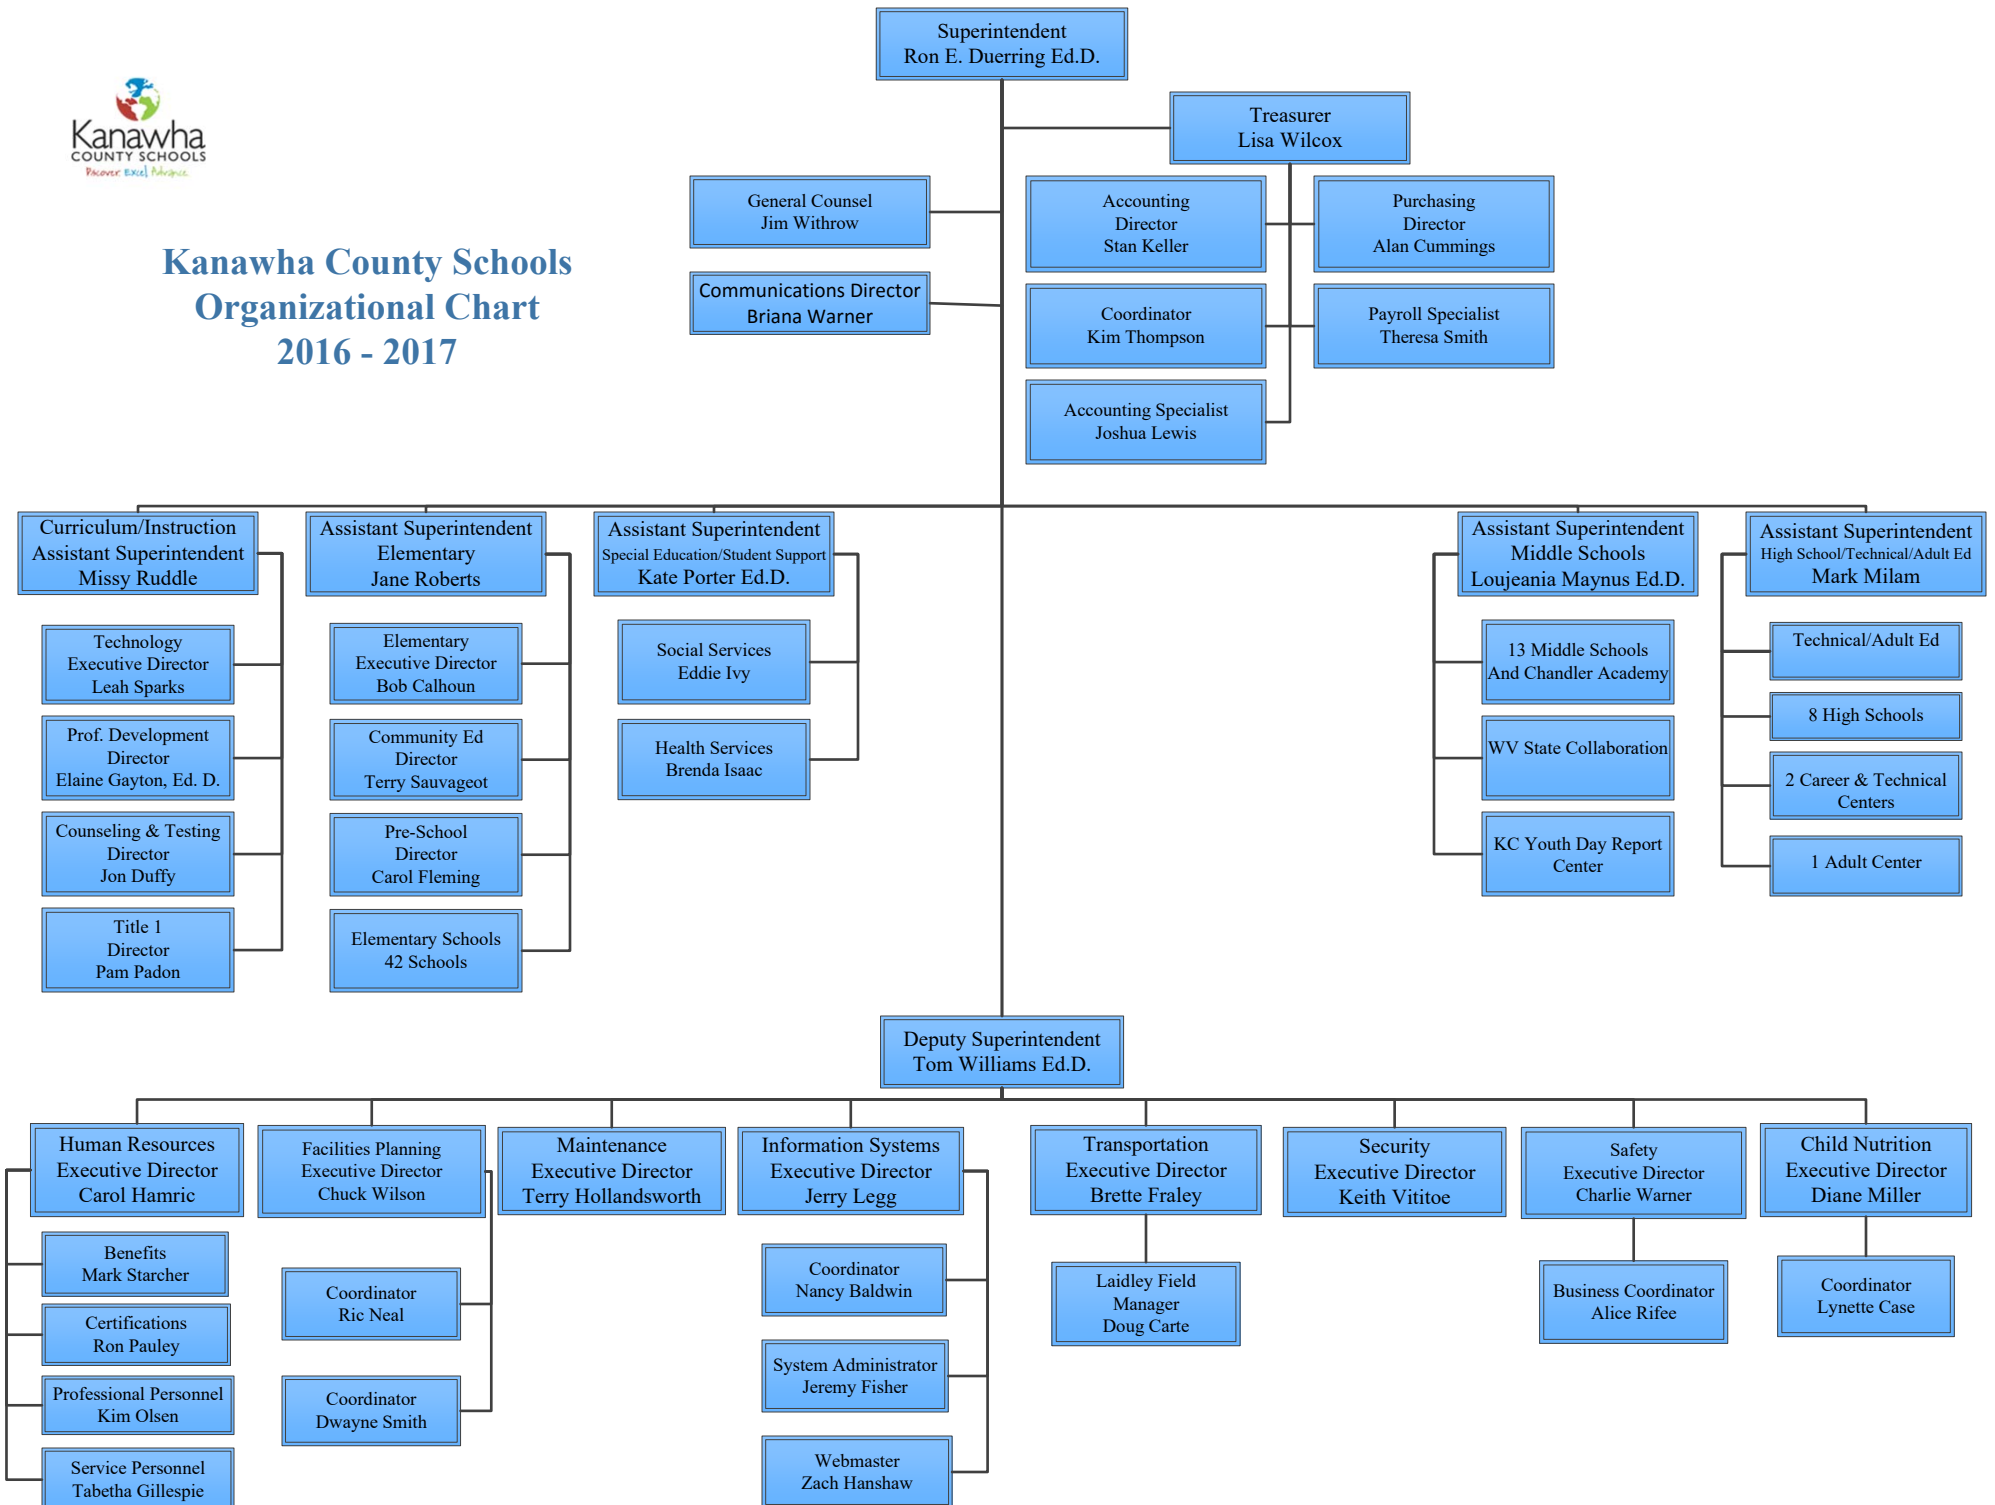 Superintendent
Ron E. Duerring Ed.D.
Treasurer
Lisa Wilcox
Kanawha
COUNTY SCHOOLS
Discover. Excel. Advance.
Kanawha County Schools
Organizational Chart
2016 - 2017
General Counsel
Jim Withrow
Communications Director
Briana Warner
Accounting
Director
Stan Keller
Purchasing
Director
Alan Cummings
Coordinator
Kim Thompson
Payroll Specialist
Theresa Smith
Accounting Specialist
Joshua Lewis
Curriculum/Instruction
Assistant Superintendent
Missy Ruddle
Technology
Executive Director
Leah Sparks
Prof. Development
Director
Elaine Gayton, Ed. D.
Counseling & Testing
Director
Jon Duffy
Title 1
Director
Pam Padon
Assistant Superintendent
Elementary
Jane Roberts
Elementary
Executive Director
Bob Calhoun
Community Ed
Director
Terry Sauvageot
Pre-School
Director
Carol Fleming
Elementary Schools
42 Schools
Assistant Superintendent
Special Education/Student Support
Kate Porter Ed.D.
Social Services
Eddie Ivy
Health Services
Brenda Isaac
Assistant Superintendent
Middle Schools
Loujeania Maynus Ed.D.
13 Middle Schools
And Chandler Academy
WV State Collaboration
KC Youth Day Report
Center
Assistant Superintendent
High School/Technical/Adult Ed
Mark Milam
Technical/Adult Ed
8 High Schools
2 Career & Technical
Centers
1 Adult Center
Deputy Superintendent
Tom Williams Ed.D.
Human Resources
Executive Director
Carol Hamric
Benefits
Mark Starcher
Certifications
Ron Pauley
Professional Personnel
Kim Olsen
Service Personnel
Tabetha Gillespie
Facilities Planning
Executive Director
Chuck Wilson
Coordinator
Ric Neal
Coordinator
Dwayne Smith
Maintenance
Executive Director
Terry Hollandsworth
Information Systems
Executive Director
Jerry Legg
Coordinator
Nancy Baldwin
System Administrator
Jeremy Fisher
Webmaster
Zach Hanshaw
Transportation
Executive Director
Brette Fraley
Laidley Field
Manager
Doug Carte
Security
Executive Director
Keith Vititoe
Safety
Executive Director
Charlie Warner
Business Coordinator
Alice Rifee
Child Nutrition
Executive Director
Diane Miller
Coordinator
Lynette Case